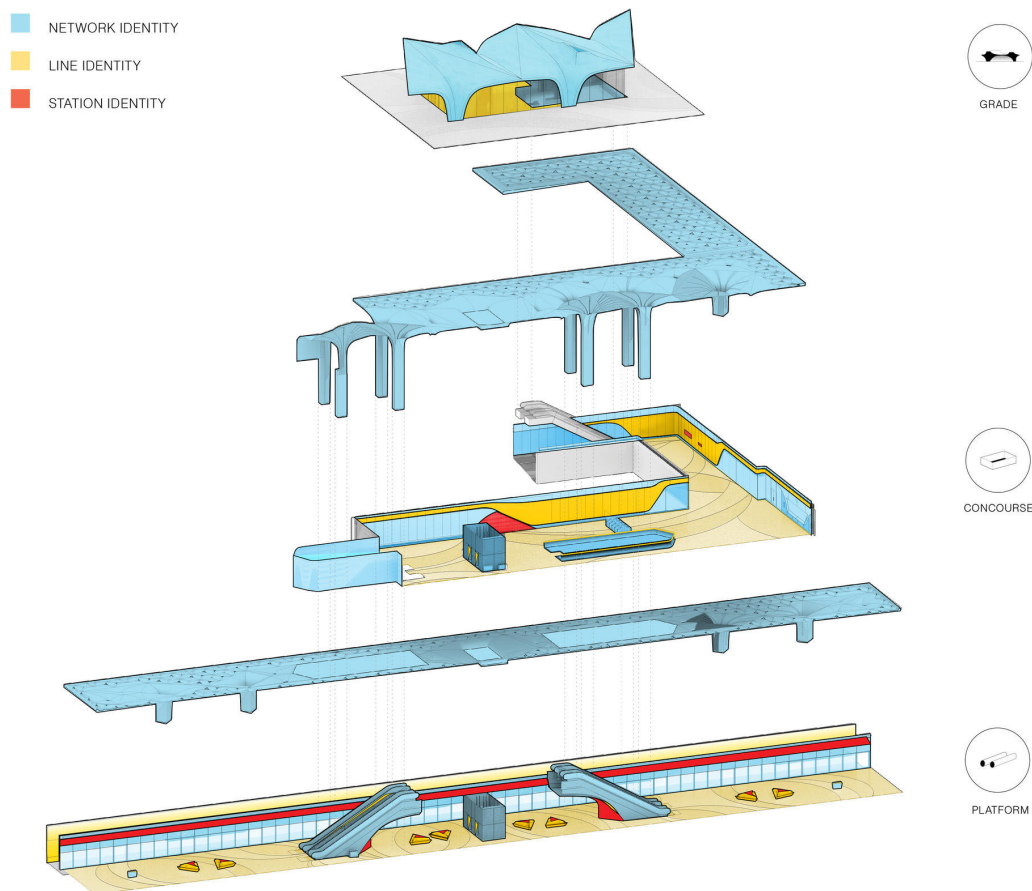 NETWORK IDENTITY
LINE IDENTITY
STATION IDENTITY
GRADE
CONCOURSE
PLATFORM